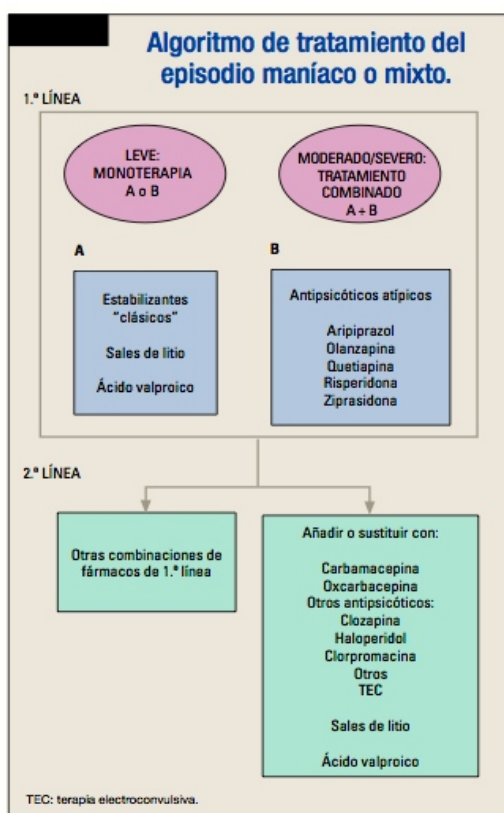 Algoritmo de tratamiento del
episodio maníaco o mixto.
1.ª LÍNEA
LEVE:
MONOTERAPIA
A o B
MODERADO/SEVERO:
TRATAMIENTO
COMBINADO
A + B
A
Estabilizantes
“clásicos”
Sales de litio
Ácido valproico
B
Antipsicóticos atípicos
Aripiprazol
Olanzapina
Quetiapina
Risperidona
Ziprasidona
2.ª LÍNEA
Otras combinaciones de
fármacos de 1.ª línea
Añadir o sustituir con:
Carbamacepina
Oxcarbacepina
Otros antipsicóticos:
Clozapina
Haloperidol
Clorpromacina
Otros
TEC
Sales de litio
Ácido valproico
TEC: terapia electroconvulsiva.